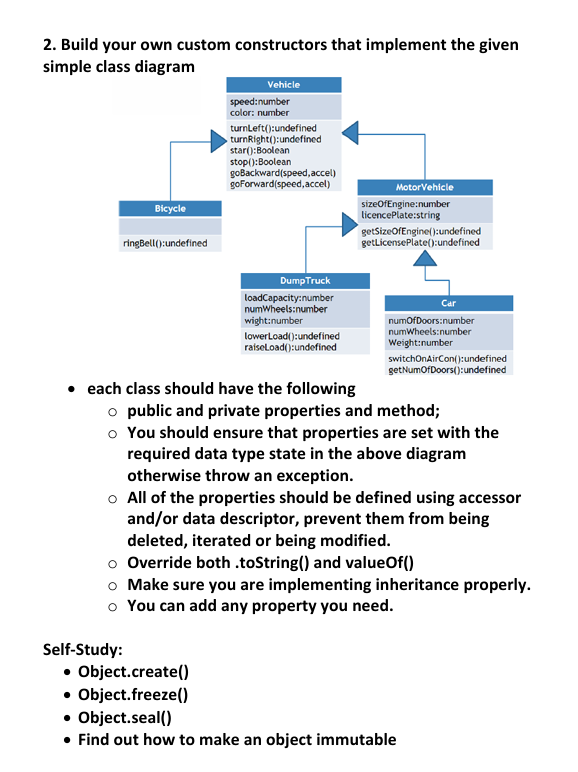 2. Build your own custom constructors that implement the given
simple class diagram
Vehicle
speed:number
color: number
turnLeft():undefined
turnRight():undefined
star():Boolean
stop():Boolean
goBackward(speed,accel)
goForward(speed,accel)
Bicycle
ringBell():undefined
MotorVehicle
sizeOfEngine:number
licencePlate:string
getSizeOfEngine():undefined
getLicensePlate():undefined
DumpTruck
loadCapacity:number
numWheels:number
wight:number
lowerLoad():undefined
raiseLoad():undefined
Car
numOfDoors:number
numWheels:number
Weight:number
switchOnAirCon():undefined
getNumOfDoors():undefined
• each class should have the following
o public and private properties and method;
o You should ensure that properties are set with the
required data type state in the above diagram
otherwise throw an exception.
o All of the properties should be defined using accessor
and/or data descriptor, prevent them from being
deleted, iterated or being modified.
o Override both .toString() and valueOf()
o Make sure you are implementing inheritance properly.
o You can add any property you need.
Self-Study:
• Object.create()
• Object.freeze()
• Object.seal()
• Find out how to make an object immutable